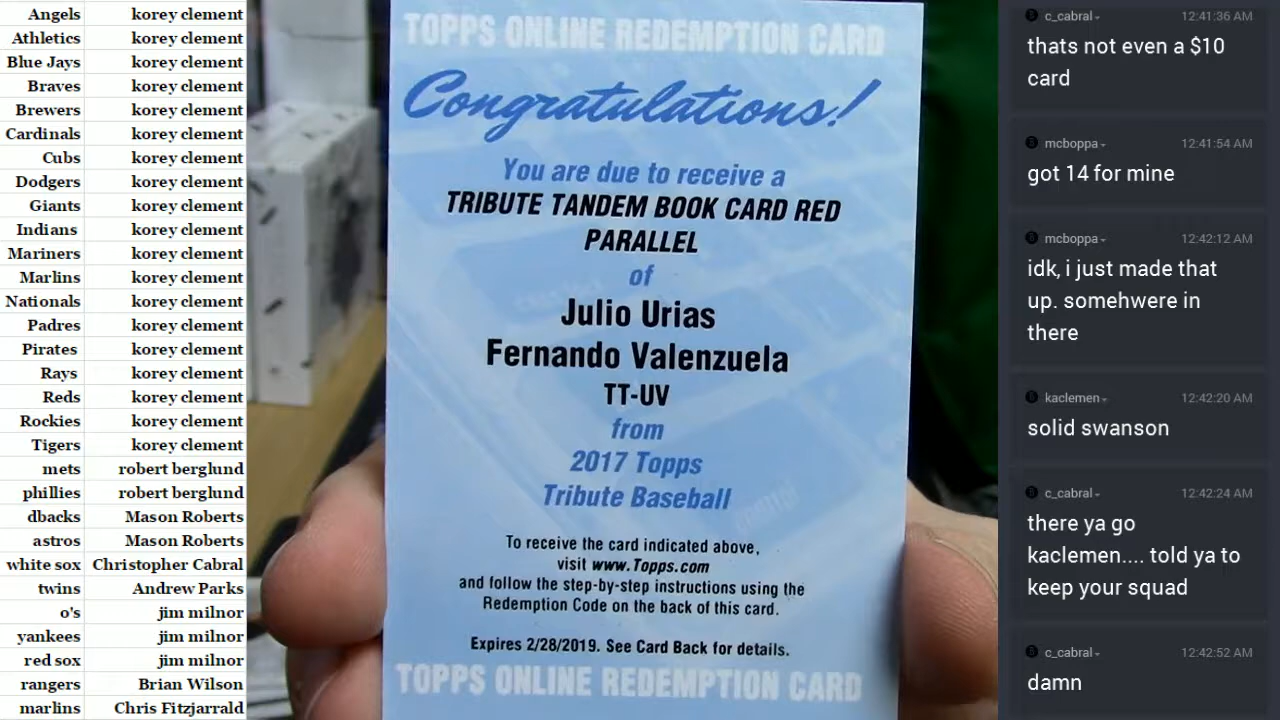 Angels korey clement
Athletics korey clement
Blue Jays korey clement
Braves korey clement
Brewers korey clement
Cardinals korey clement
Cubs korey clement
Dodgers korey clement
Giants korey clement
Indians korey clement
Mariners korey clement
Marlins korey clement
Nationals korey clement
Padres korey clement
Pirates korey clement
Rays korey clement
Reds korey clement
Rockies korey clement
Tigers korey clement
mets robert berglund
phillies robert berglund
dbacks Mason Roberts
astros Mason Roberts
white sox Christopher Cabral
twins Andrew Parks
o's jim milnor
yankees jim milnor
red sox jim milnor
rangers Brian Wilson
marlins Chris Fitzjarrald
TOPPS ONLINE REDEMPTION CARD
Congratulations!
You are due to receive a
TRIBUTE TANDEM BOOK CARD RED
PARALLEL
of
Julio Urias
Fernando Valenzuela
TT-UV
from
2017 Topps
Tribute Baseball
To receive the card indicated above,
visit www.Topps.com
and follow the step-by-step instructions using the
Redemption Code on the back of this card.
Expires 2/28/2019. See Card Back for details.
TOPPS ONLINE REDEMPTION CARD
c_cabral 12:41:36 AM
thats not even a $10
card
mcboppa 12:41:54 AM
got 14 for mine
mcboppa 12:42:12 AM
idk, i just made that
up. somehwere in
there
kaclemen 12:42:20 AM
solid swanson
c_cabral 12:42:24 AM
there ya go
kaclemen.... told ya to
keep your squad
c_cabral 12:42:52 AM
damn